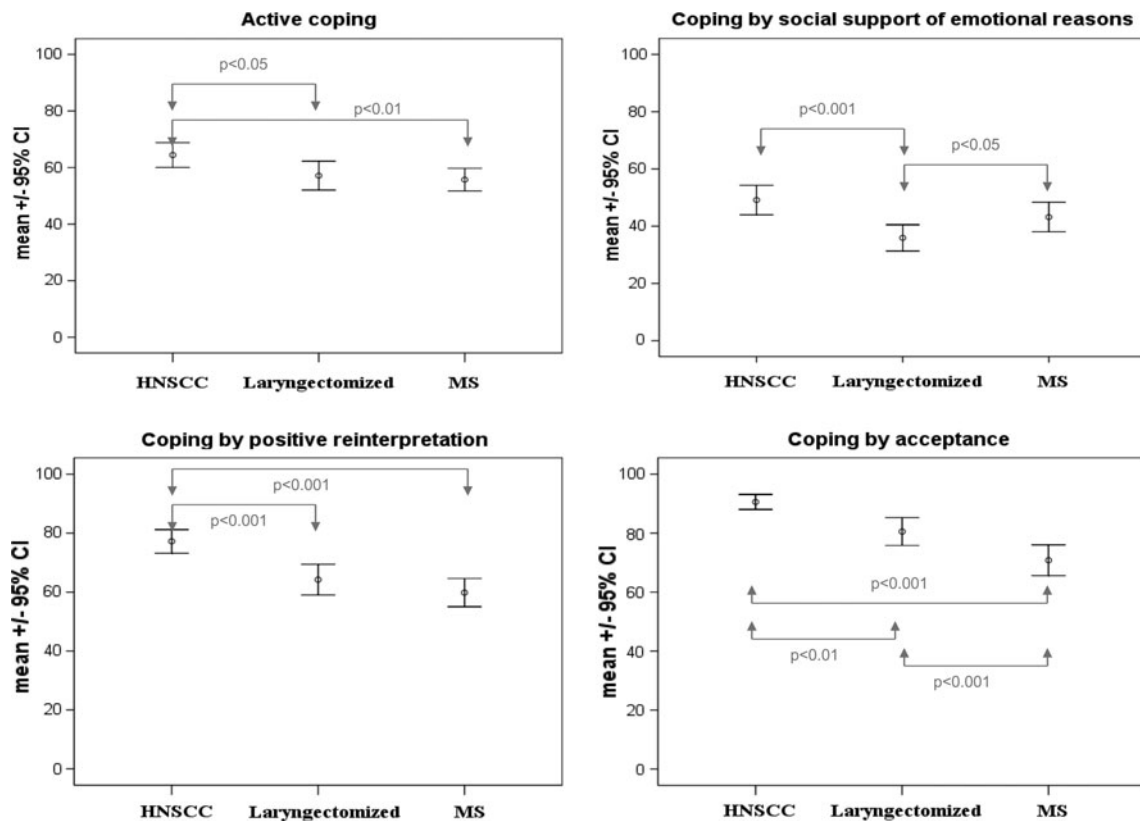 Active coping
mean +/- 95% CI
100
80
60
40
20
0
p<0.05
p<0.01
HNSCC Laryngectomized MS
Coping by social support of emotional reasons
mean +/- 95% CI
100
80
60
40
20
0
p<0.001
p<0.05
HNSCC Laryngectomized MS
Coping by positive reinterpretation
mean +/- 95% CI
100
80
60
40
20
0
p<0.001
p<0.001
HNSCC Laryngectomized MS
Coping by acceptance
mean +/- 95% CI
100
80
60
40
20
0
p<0.001
p<0.01
p<0.001
HNSCC Laryngectomized MS